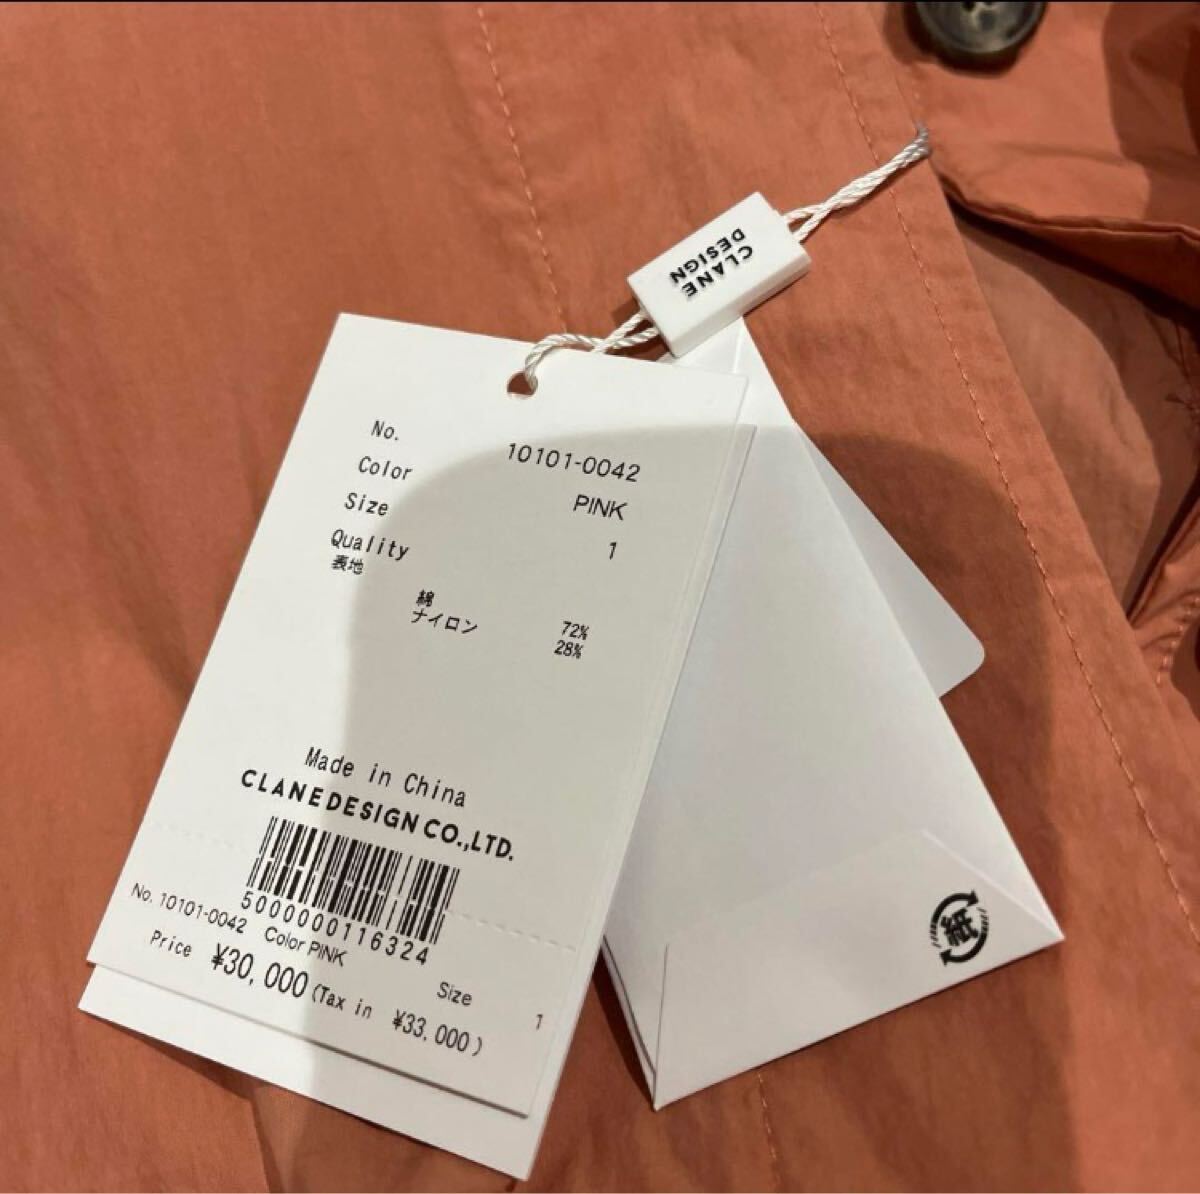 CLANE
DESIGN
No. 10101-0042
Color PINK
Size 1
Quality
表地
綿 72%
ナイロン 28%
Made in China
CLANE DESIGN CO.,LTD.
5000000116324
No. 10101-0042 Color PINK Size 1
Price ¥30,000 (Tax in ¥33,000)
紙